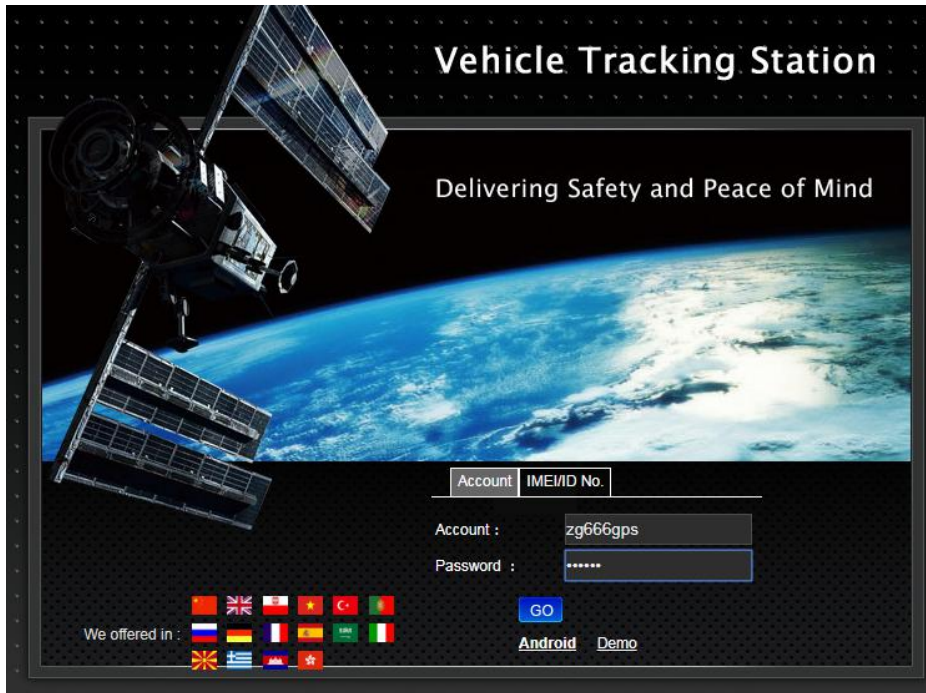 Vehicle Tracking Station
Delivering Safety and Peace of Mind
Account IMEI/ID No.
Account : zg666gps
Password : ••••••
GO
We offered in :
Android Demo